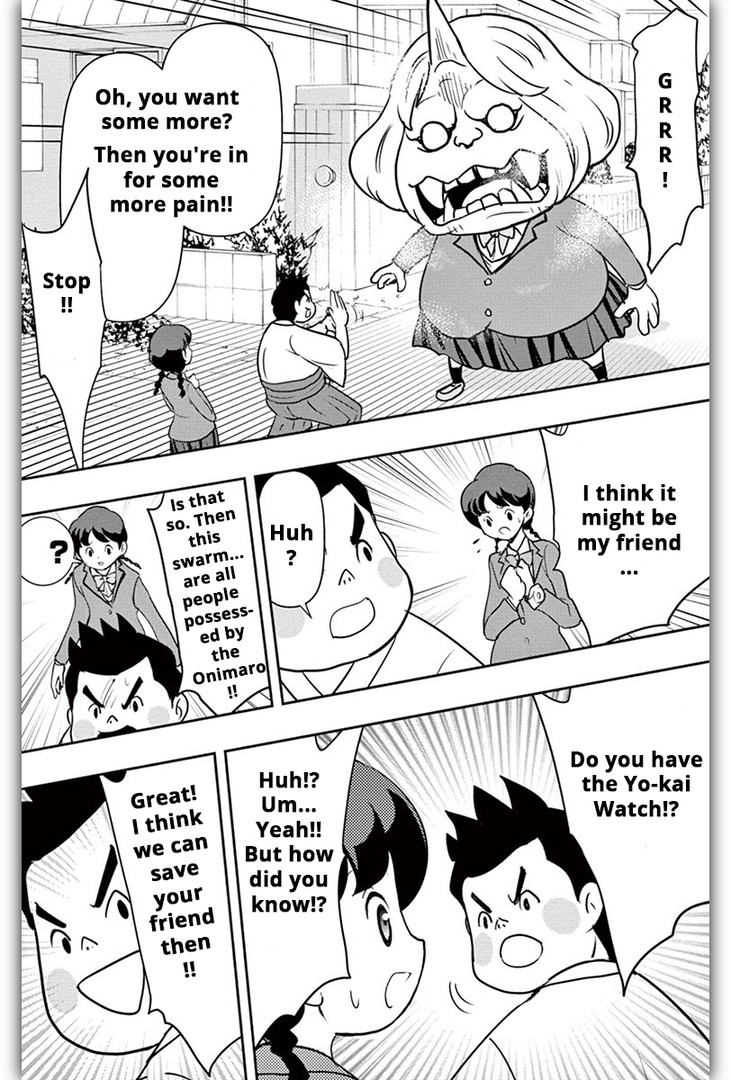 G
R
R
R
!
Oh, you want
some more?
Then you're in
for some
more pain!!
Stop
!!
I think it
might be
my friend
...
Huh
?
Is that
so. Then
this
swarm...
are all
people
possess-
ed by
the
Onimaro
!!
?
Do you have
the Yo-kai
Watch!?
Huh!?
Um...
Yeah!!
But how
did you
know!?
Great!
I think
we can
save
your
friend
then
!!